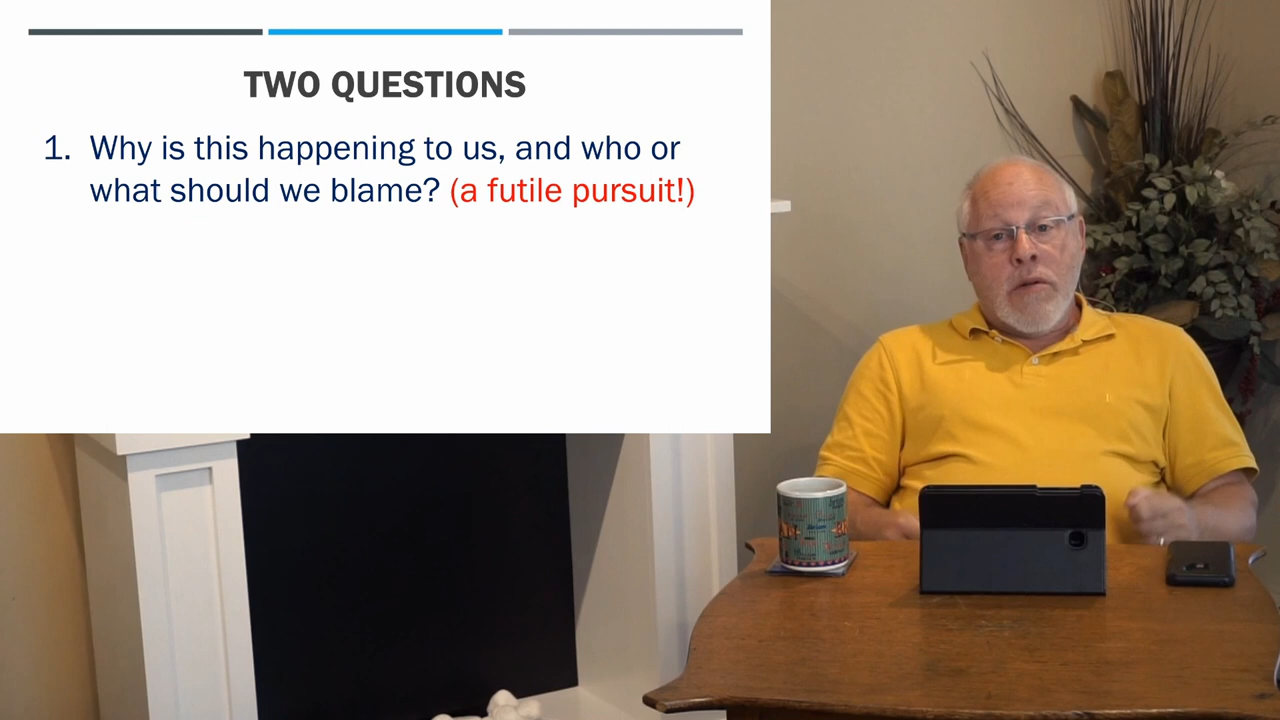 TWO QUESTIONS
1. Why is this happening to us, and who or
what should we blame? (a futile pursuit!)